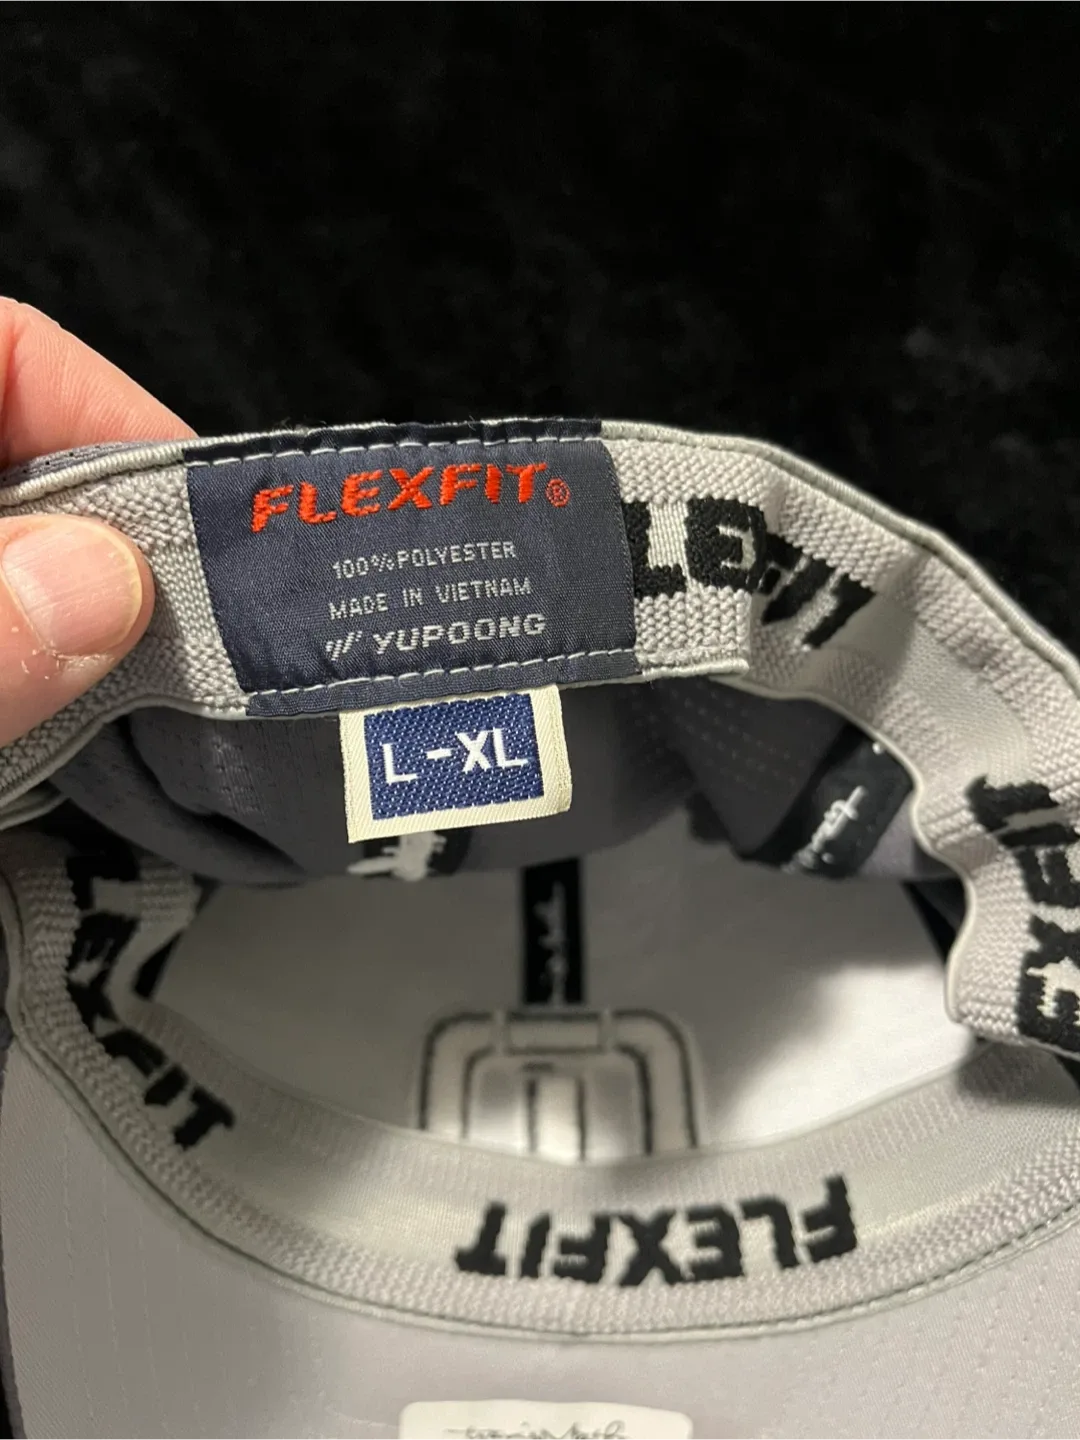 FLEXFIT®
100% POLYESTER
MADE IN VIETNAM
YUPOONG
L-XL
FLEXFIT
FLEXFIT
FLEXFIT
FLEXFIT